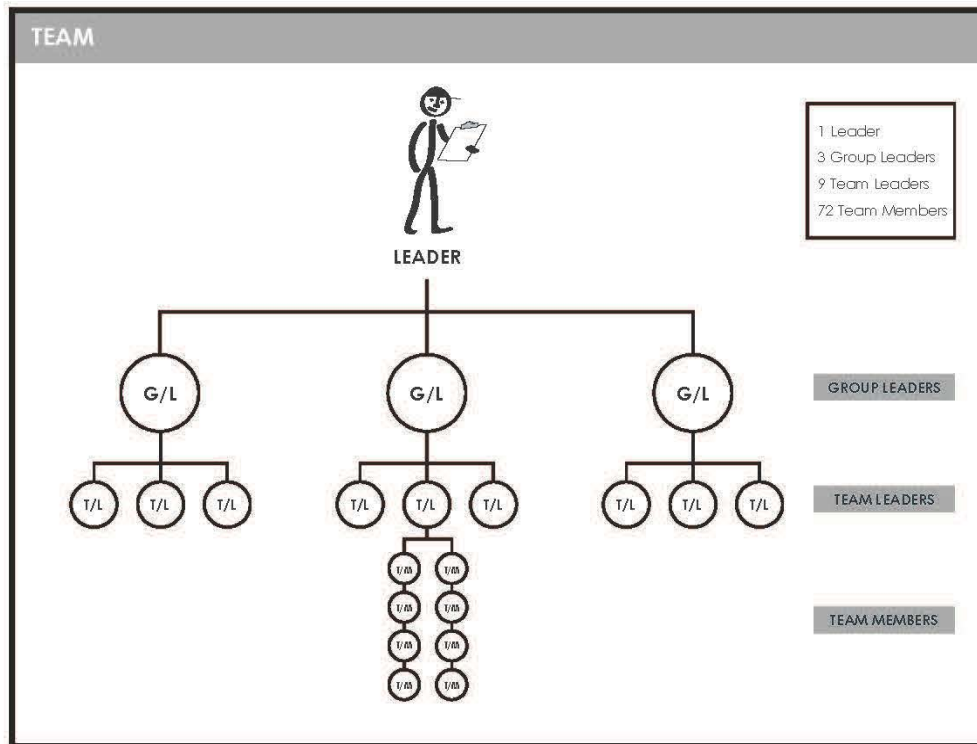 TEAM
1 Leader
3 Group Leaders
9 Team Leaders
72 Team Members
LEADER
G/L G/L G/L
GROUP LEADERS
T/L T/L T/L T/L T/L T/L T/L T/L T/L
TEAM LEADERS
T/M T/M
T/M T/M
TEAM MEMBERS
T/M T/M
T/M T/M